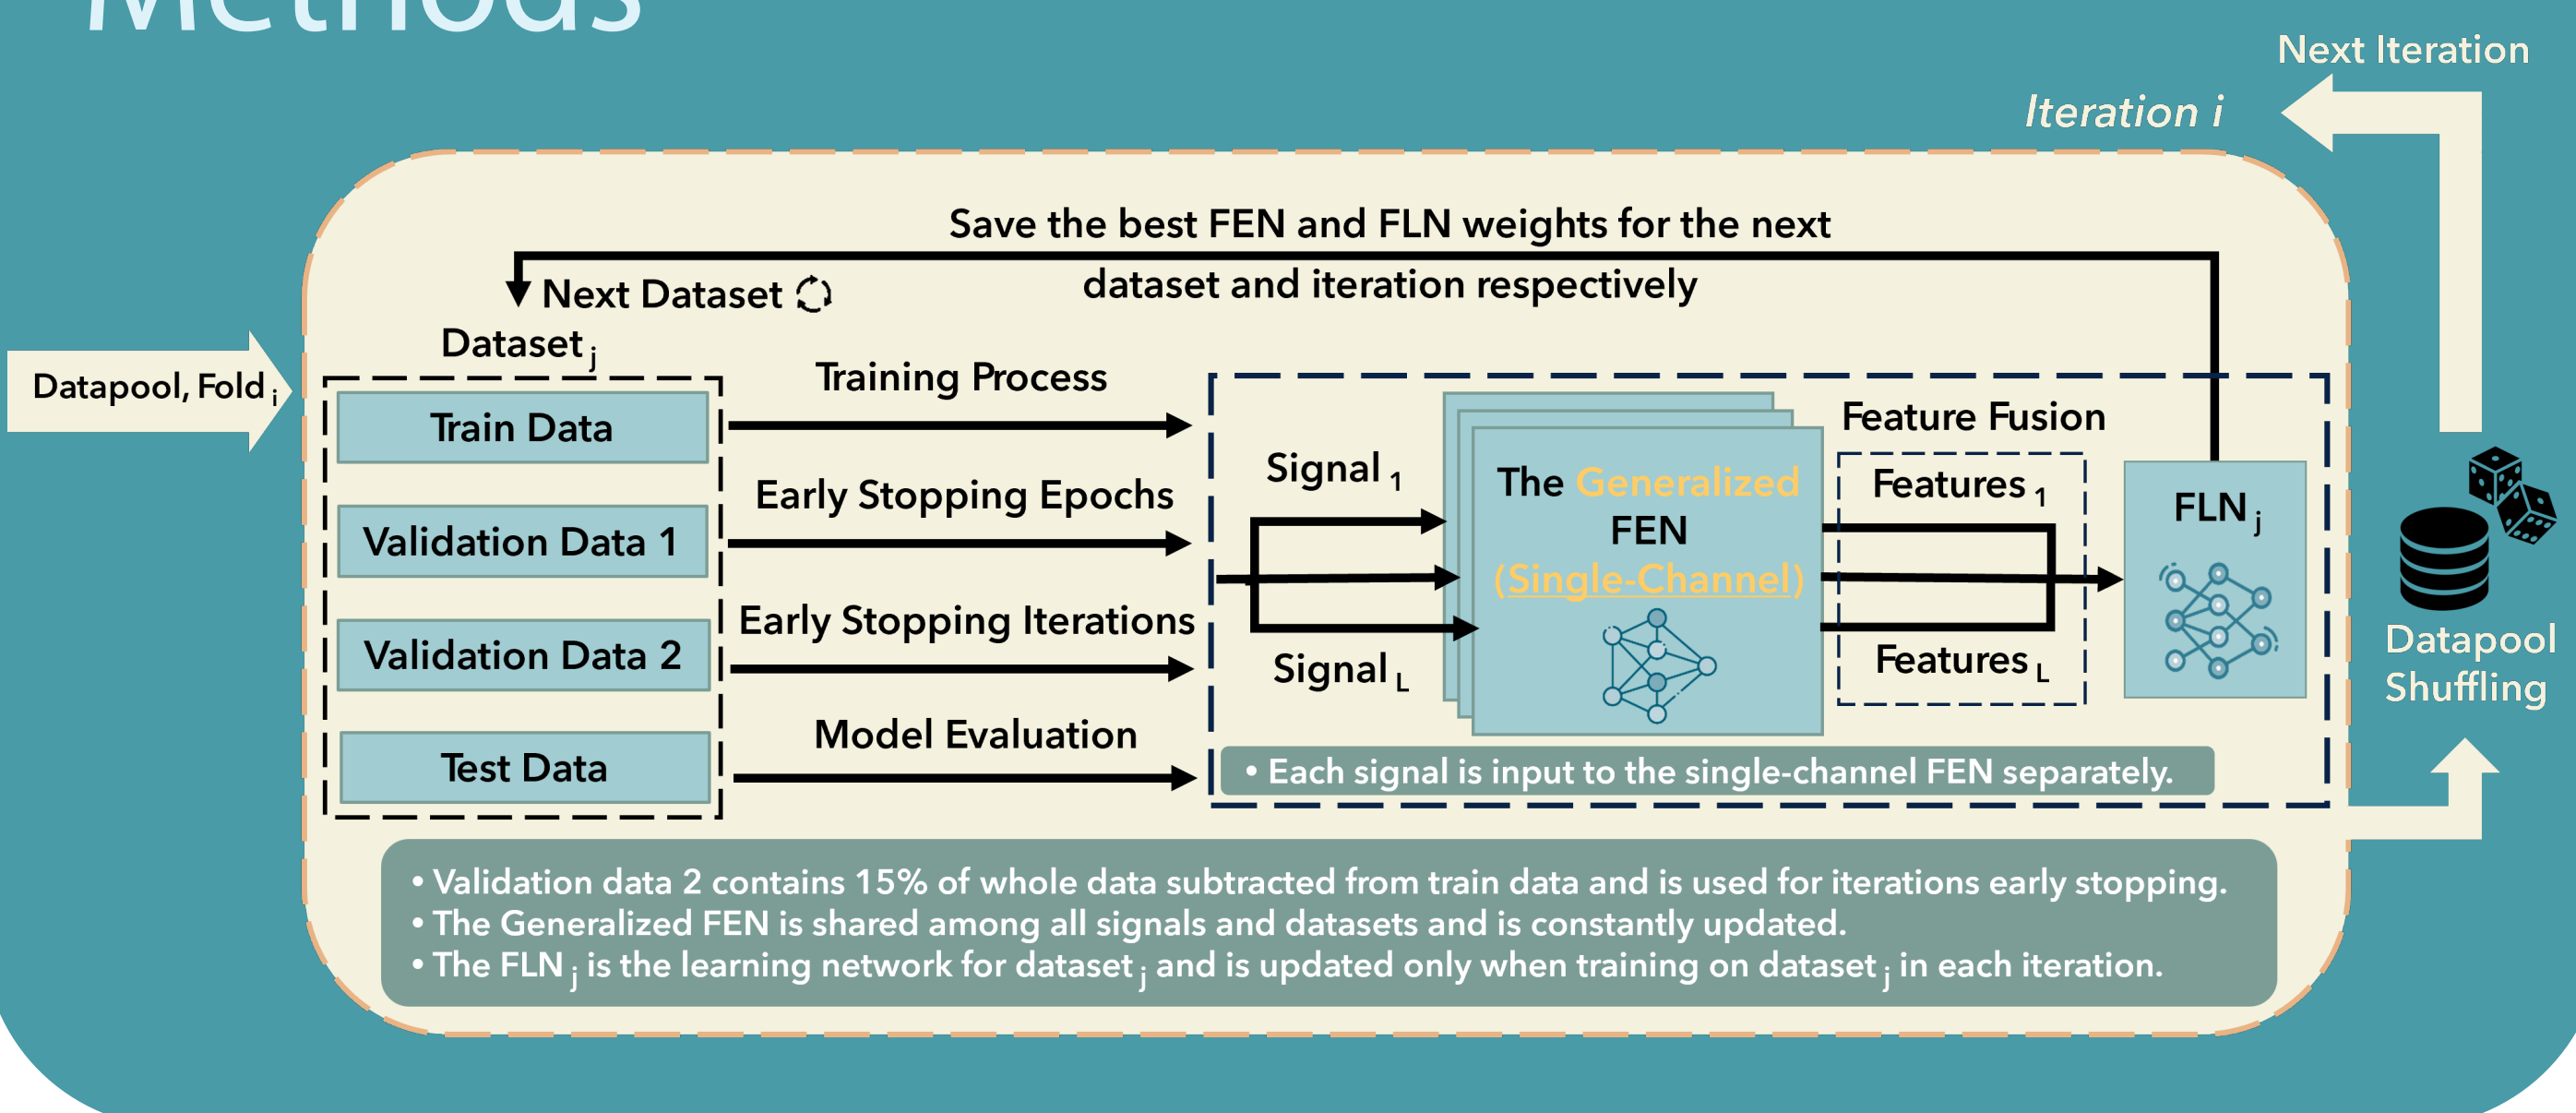 Methods
Next Iteration
Iteration i
Save the best FEN and FLN weights for the next
dataset and iteration respectively
Next Dataset
Dataset j
Datapool, Fold i
Train Data
Validation Data 1
Validation Data 2
Test Data
Training Process
Early Stopping Epochs
Early Stopping Iterations
Model Evaluation
Signal 1
Signal L
The Generalized
FEN
(Single-Channel)
Feature Fusion
Features 1
Features L
FLN j
• Each signal is input to the single-channel FEN separately.
Datapool
Shuffling
• Validation data 2 contains 15% of whole data subtracted from train data and is used for iterations early stopping.
• The Generalized FEN is shared among all signals and datasets and is constantly updated.
• The FLN j is the learning network for dataset j and is updated only when training on dataset j in each iteration.